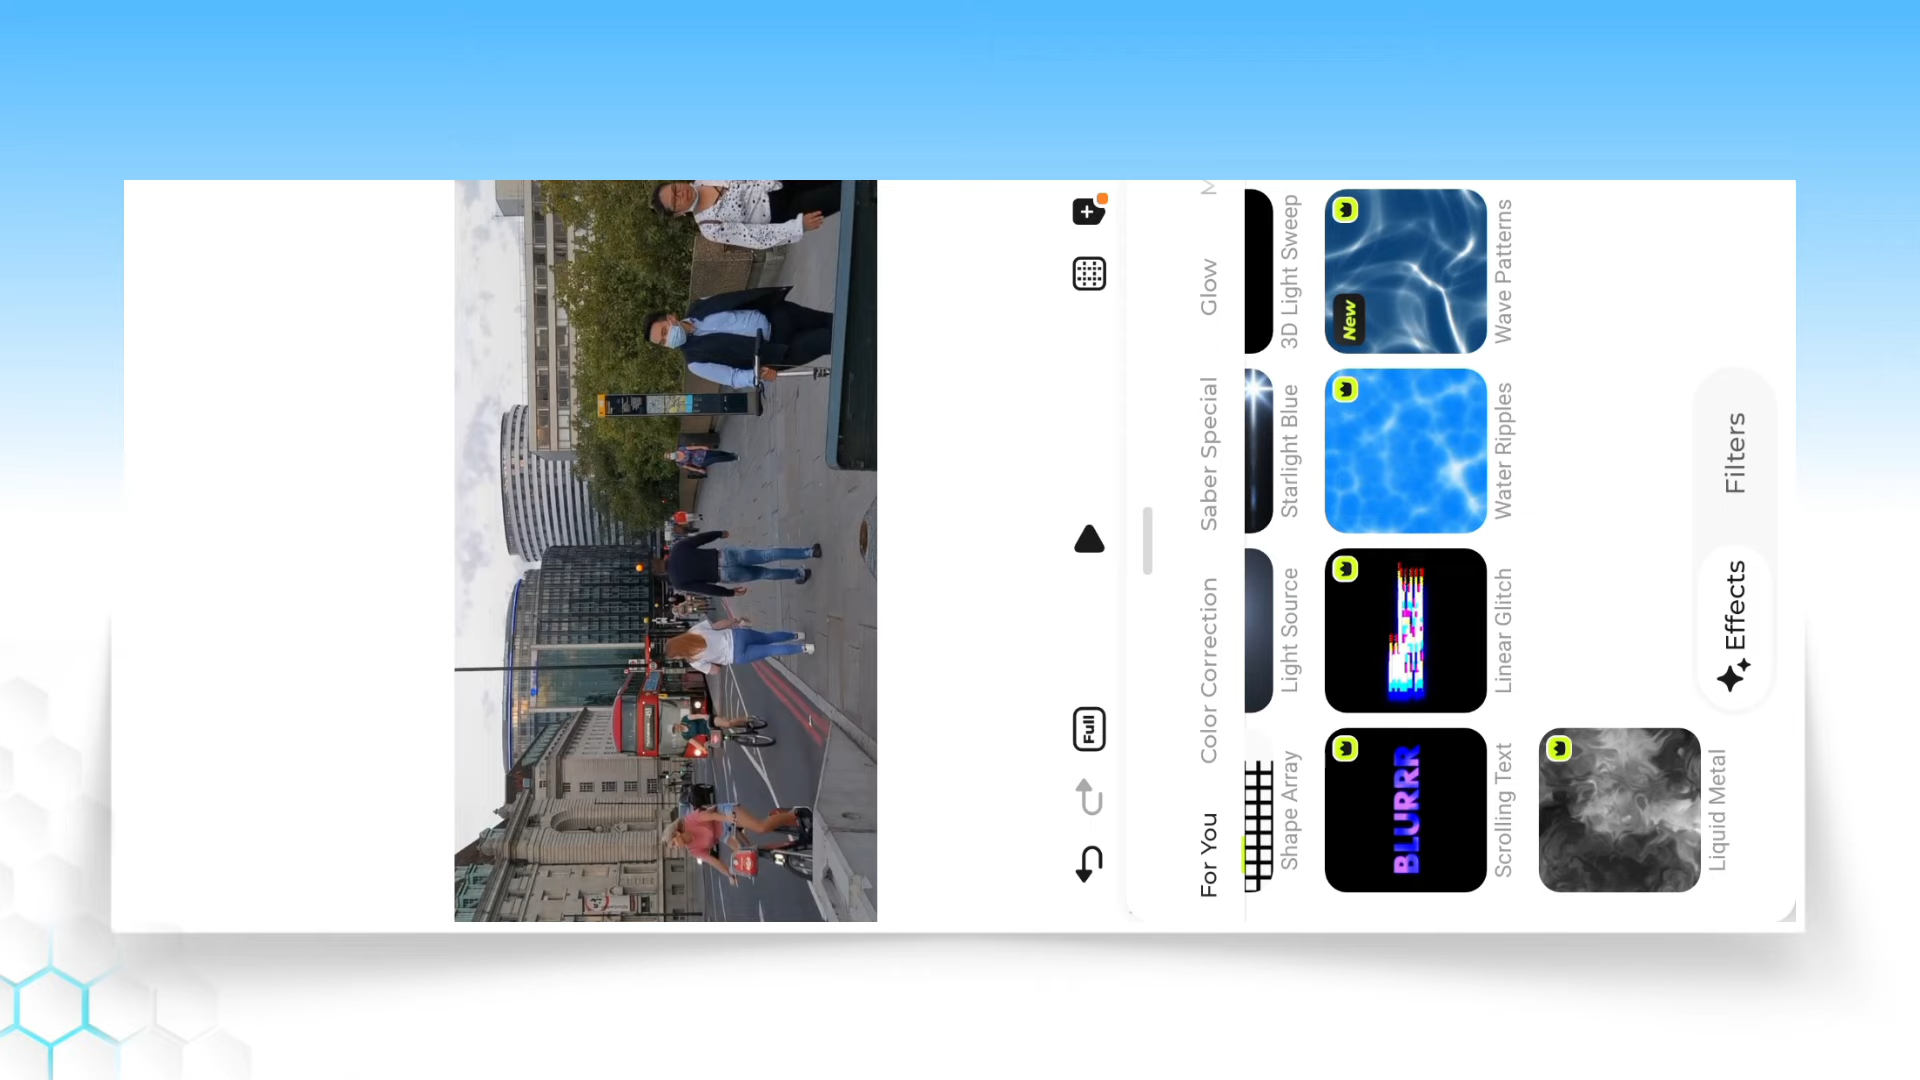 Full
For You
Color Correction
Saber Special
Glow
M
Shape Array
Light Source
Starlight Blue
3D Light Sweep
BLURRR
New
Scrolling Text
Linear Glitch
Water Ripples
Wave Patterns
Liquid Metal
Effects
Filters